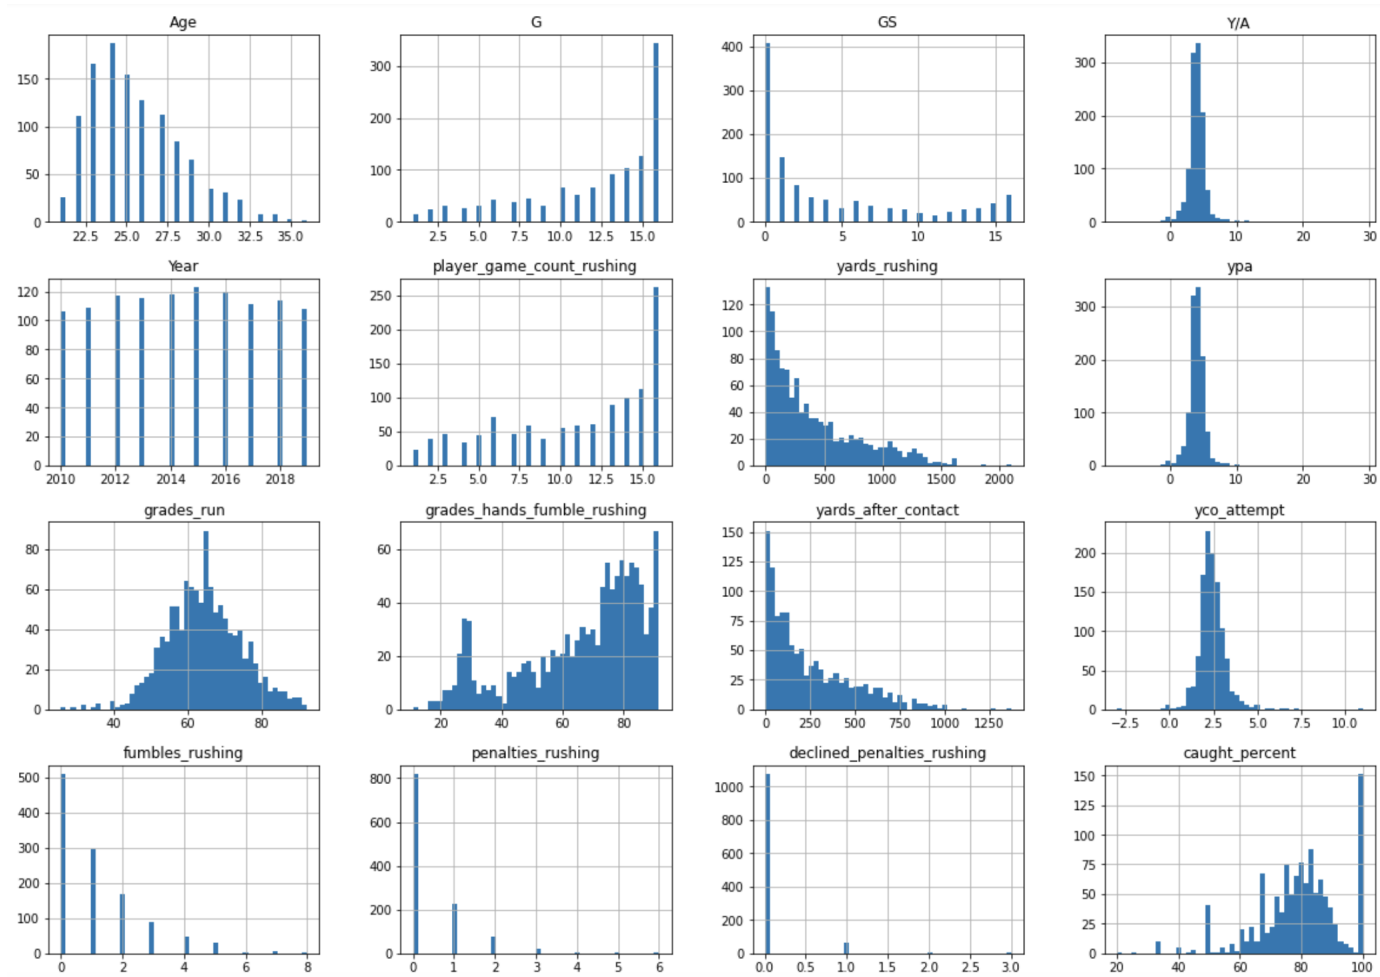 Age G GS Y/A
150 100 50 0
300 200 100 0
400 300 200 100 0
300 200 100 0
22.5 25.0 27.5 30.0 32.5 35.0
2.5 5.0 7.5 10.0 12.5 15.0
0 5 10 15
0 10 20 30
Year player_game_count_rushing yards_rushing ypa
120 100 80 60 40 20 0
250 200 150 100 50 0
120 100 80 60 40 20 0
300 200 100 0
2010 2012 2014 2016 2018
2.5 5.0 7.5 10.0 12.5 15.0
0 500 1000 1500 2000
0 10 20 30
grades_run grades_hands_fumble_rushing yards_after_contact yco_attempt
80 60 40 20 0
60 40 20 0
150 125 100 75 50 25 0
200 150 100 50 0
40 60 80
20 40 60 80
0 250 500 750 1000 1250
−2.5 0.0 2.5 5.0 7.5 10.0
fumbles_rushing penalties_rushing declined_penalties_rushing caught_percent
500 400 300 200 100 0
800 600 400 200 0
1000 800 600 400 200 0
150 125 100 75 50 25 0
0 2 4 6 8
0 1 2 3 4 5 6
0.0 0.5 1.0 1.5 2.0 2.5 3.0
20 40 60 80 100